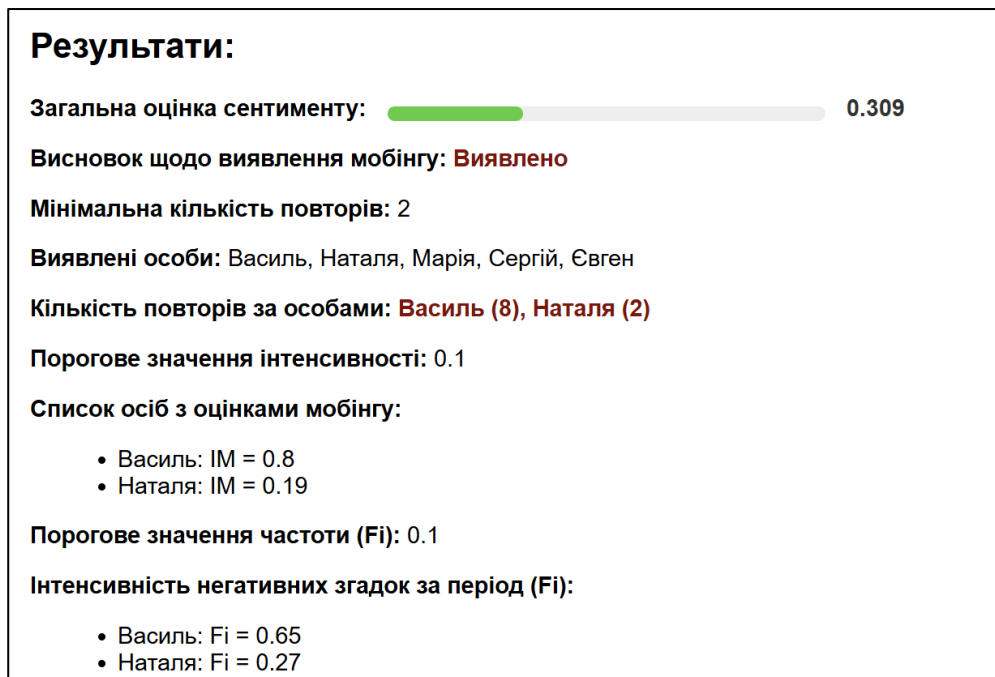 Результати:
Загальна оцінка сентименту: 0.309
Висновок щодо виявлення мобінгу: Виявлено
Мінімальна кількість повторів: 2
Виявлені особи: Василь, Наталя, Марія, Сергій, Євген
Кількість повторів за особами: Василь (8), Наталя (2)
Порогове значення інтенсивності: 0.1
Список осіб з оцінками мобінгу:
• Василь: IM = 0.8
• Наталя: IM = 0.19
Порогове значення частоти (Fi): 0.1
Інтенсивність негативних згадок за період (Fi):
• Василь: Fi = 0.65
• Наталя: Fi = 0.27